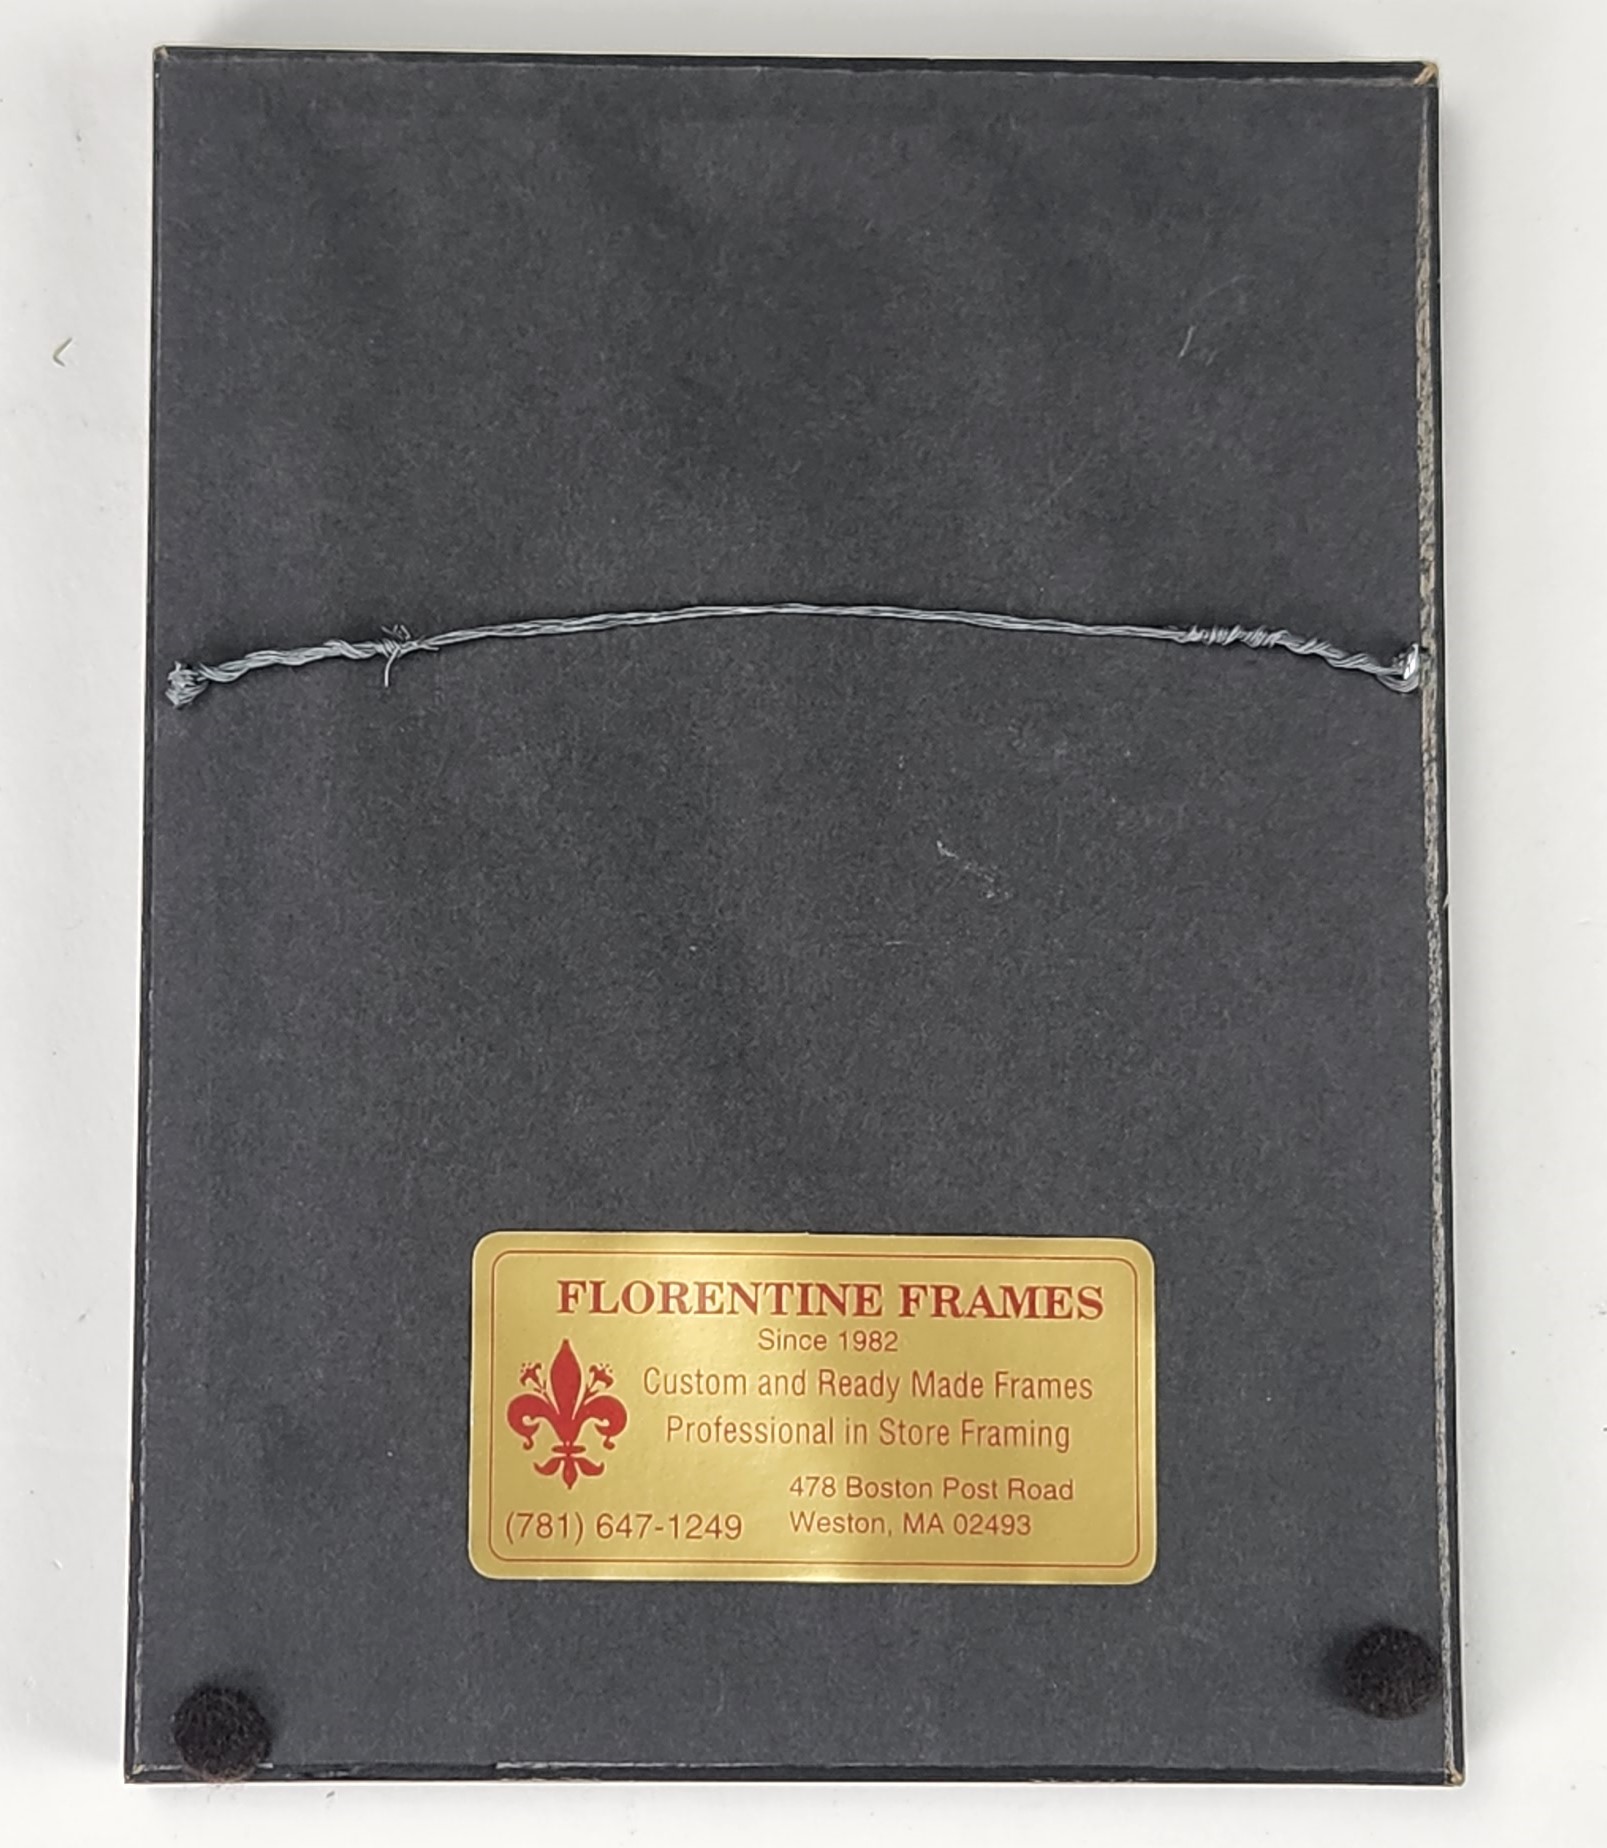 FLORENTINE FRAMES
Since 1982
Custom and Ready Made Frames
Professional in Store Framing
478 Boston Post Road
(781) 647-1249 Weston, MA 02493